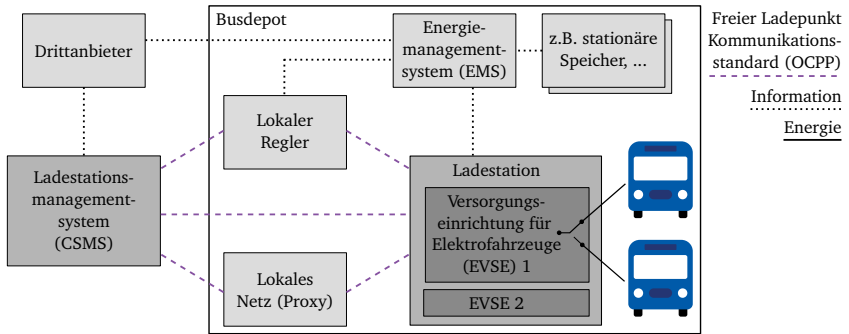 Busdepot
Drittanbieter
Energie-
management-
system (EMS)
z.B. stationäre
Speicher, ...
Freier Ladepunkt
Kommunikations-
standard (OCPP)
Information
Energie
Lokaler
Regler
Ladestations-
management-
system
(CSMS)
Ladestation
Versorgungs-
einrichtung für
Elektrofahrzeuge
(EVSE) 1
EVSE 2
Lokales
Netz (Proxy)